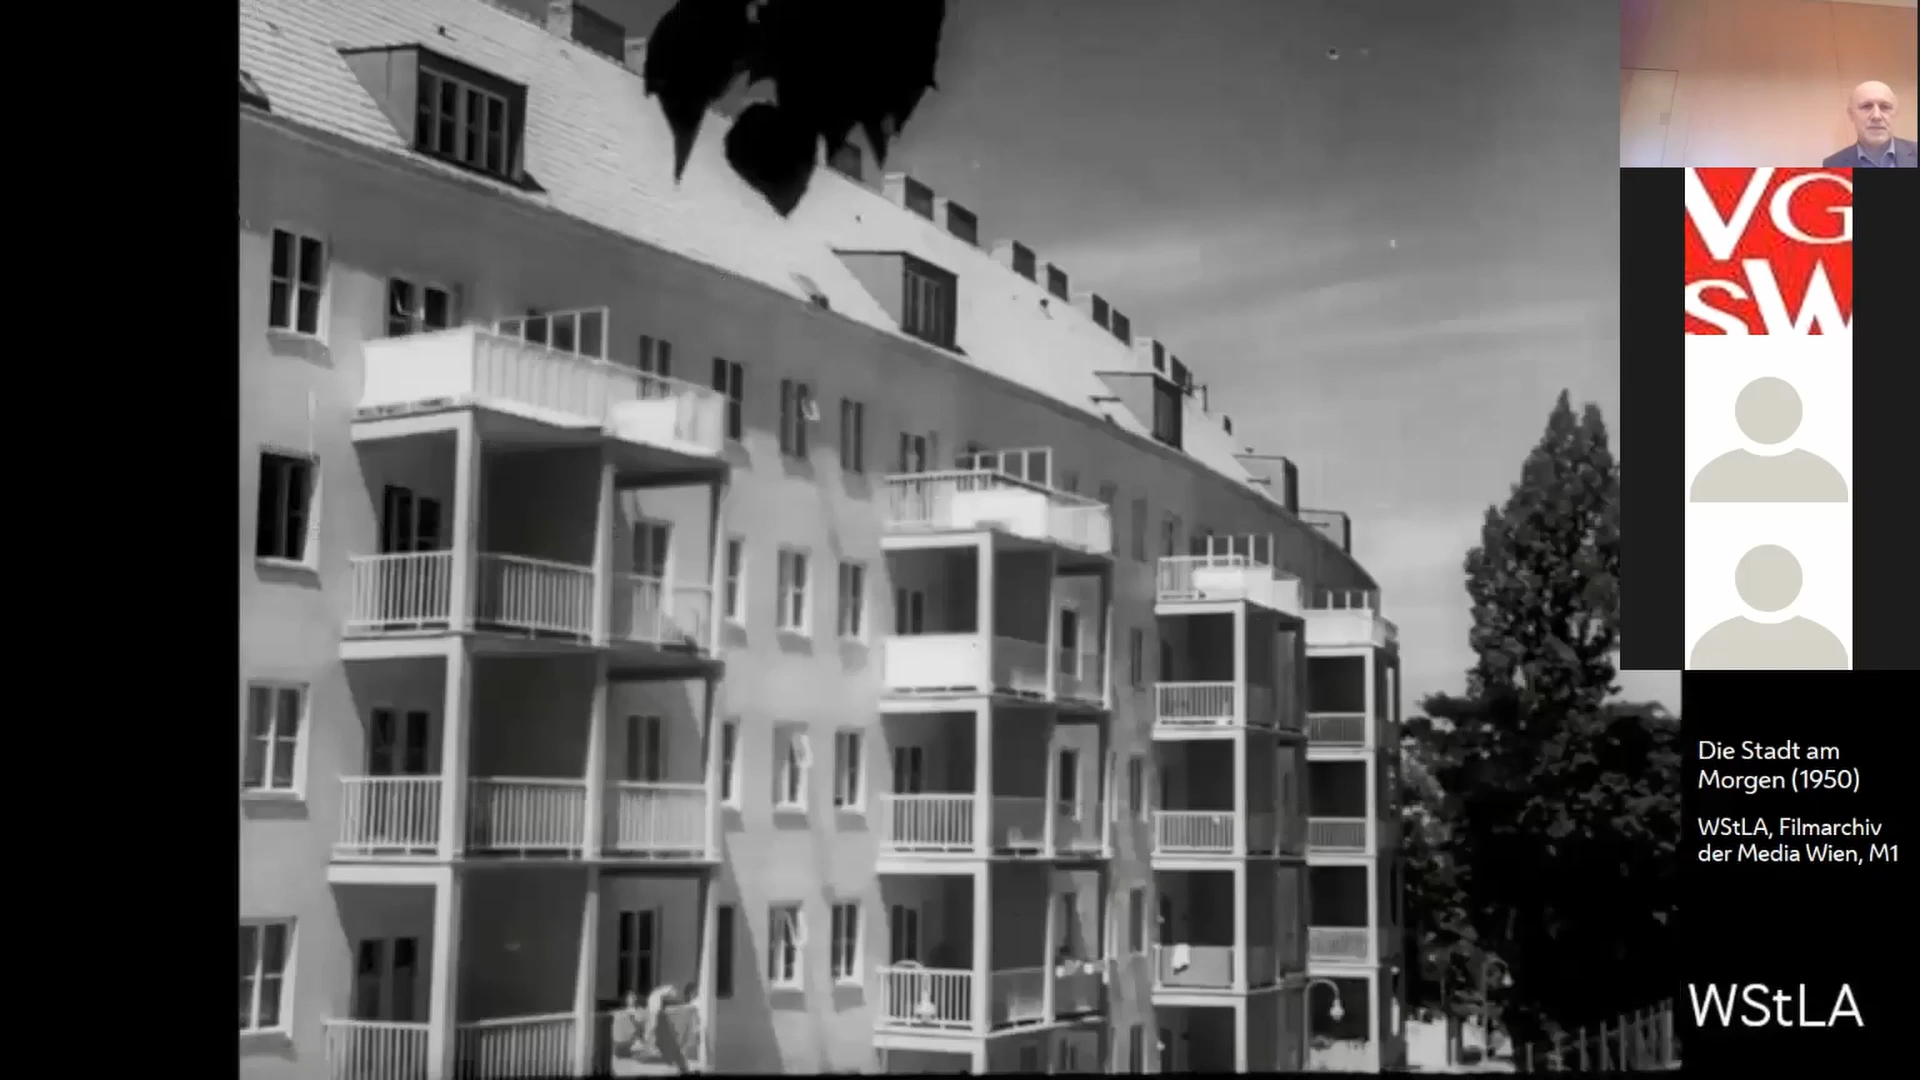 VG
SW
Die Stadt am
Morgen (1950)
WStLA, Filmarchiv
der Media Wien, M1
WStLA